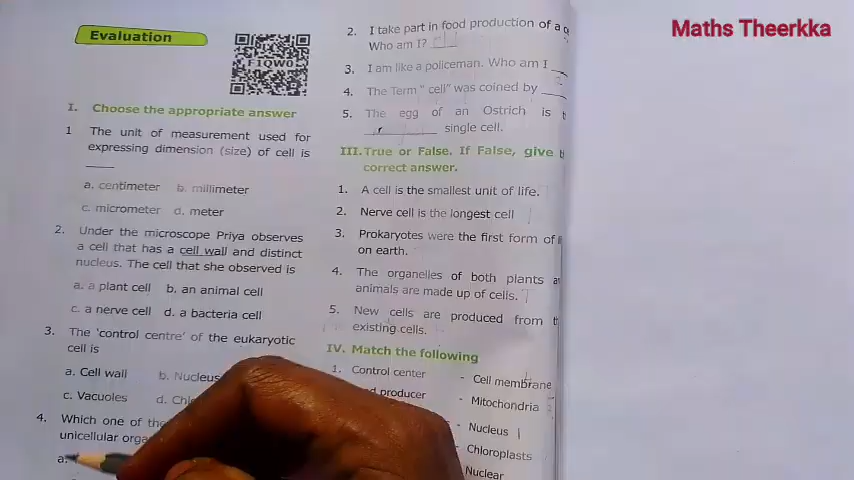 Maths Theerkka
Evaluation
F1QW0
I. Choose the appropriate answer
1 The unit of measurement used for
expressing dimension (size) of cell is
a. centimeter b. millimeter
c. micrometer d. meter
2. Under the microscope Priya observes
a cell that has a cell wall and distinct
nucleus. The cell that she observed is
a. a plant cell b. an animal cell
c. a nerve cell d. a bacteria cell
3. The 'control centre' of the eukaryotic
cell is
a. Cell wall b. Nucleus
c. Vacuoles d.
4. Which one of the
unicellular
a.
2. I take part in food production of a
Who am I?
3. I am like a policeman. Who am I
4. The Term " cell" was coined by
5. The egg of an Ostrich is
single cell.
III. True or False. If False, give
correct answer.
1. A cell is the smallest unit of life.
2. Nerve cell is the longest cell
3. Prokaryotes were the first form of
on earth.
4. The organelles of both plants
animals are made up of cells.
5. New cells are produced from
existing cells.
IV. Match the following
1. Control center - Cell membrane
producer - Mitochondria
- Nucleus
- Chloroplasts
Nuclear